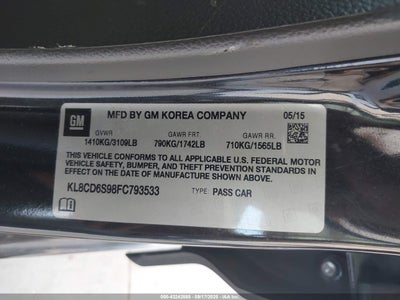 GM
MFD BY GM KOREA COMPANY
05/15
GVWR GAWR FRT. GAWR RR.
1410KG/3109LB 790KG/1742LB 710KG/1565LB
THIS VEHICLE CONFORMS TO ALL APPLICABLE U.S. FEDERAL MOTOR
VEHICLE SAFETY, BUMPER, AND THEFT PREVENTION STANDARDS IN
EFFECT ON THE DATE OF MANUFACTURE SHOWN ABOVE.
KL8CD6S98FC793533 TYPE: PASS CAR